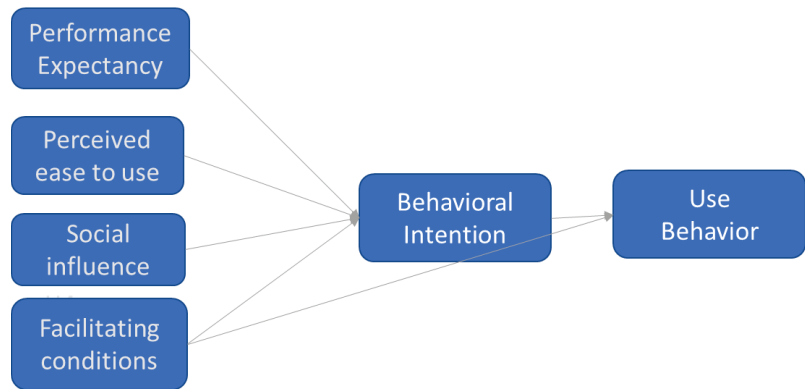 Performance
Expectancy
Perceived
ease to use
Social
influence
Facilitating
conditions
Behavioral
Intention
Use
Behavior